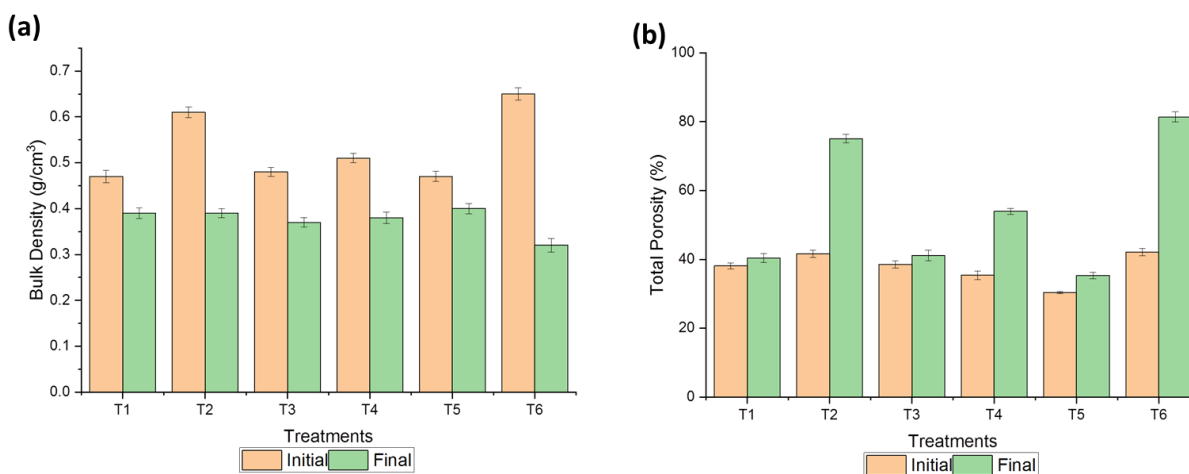 (a)
Bulk Density (g/cm³)
0.7
0.6
0.5
0.4
0.3
0.2
0.1
0.0
T1 T2 T3 T4 T5 T6
Treatments
Initial Final
(b)
Total Porosity (%)
100
80
60
40
20
0
T1 T2 T3 T4 T5 T6
Treatments
Initial Final